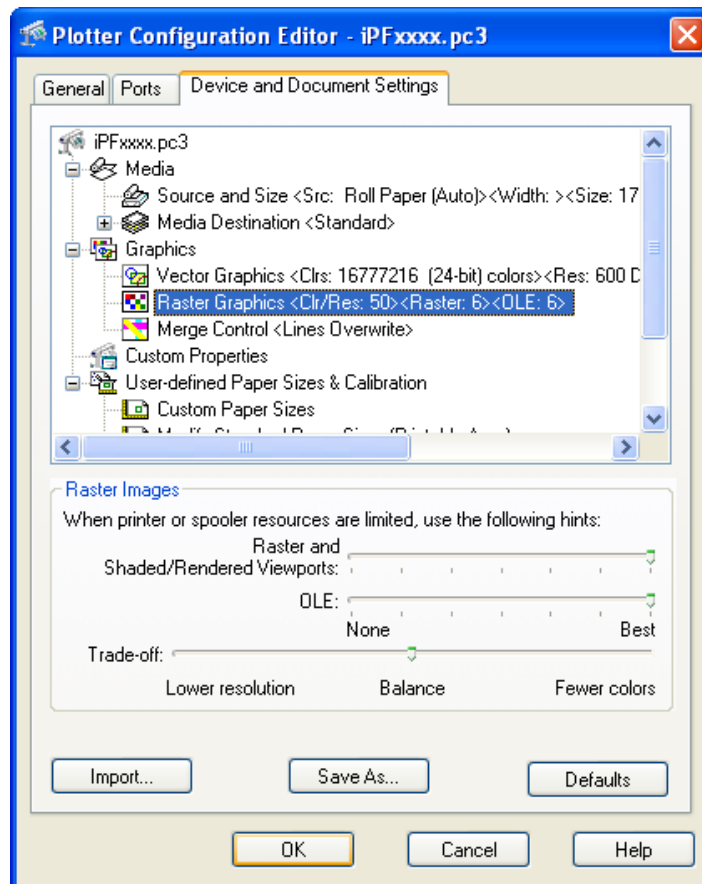 Plotter Configuration Editor - iPFxxxx.pc3
General Ports Device and Document Settings
iPFxxxx.pc3
Media
Source and Size <Src: Roll Paper (Auto)><Width: ><Size: 17
Media Destination <Standard>
Graphics
Vector Graphics <Clrs: 16777216 (24-bit) colors><Res: 600 D
Raster Graphics <Clr/Res: 50><Raster: 6><OLE: 6>
Merge Control <Lines Overwrite>
Custom Properties
User-defined Paper Sizes & Calibration
Custom Paper Sizes
Raster Images
When printer or spooler resources are limited, use the following hints:
Raster and
Shaded/Rendered Viewports:
OLE:
None Best
Trade-off:
Lower resolution Balance Fewer colors
Import... Save As... Defaults
OK Cancel Help